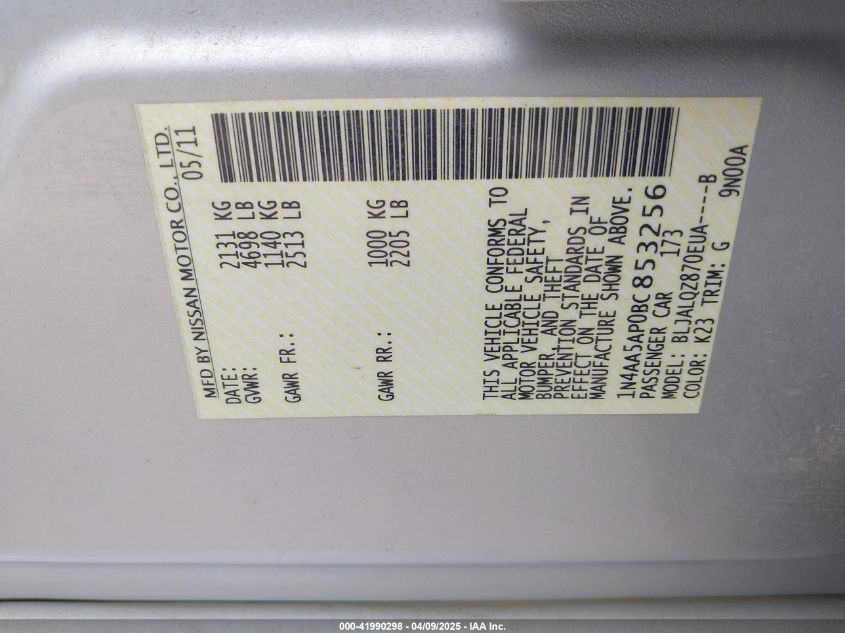 MFD BY NISSAN MOTOR CO., LTD.
DATE: 05/11
GVWR: 2131 KG
4698 LB
GAWR FR.: 1140 KG
2513 LB
GAWR RR.: 1000 KG
2205 LB
THIS VEHICLE CONFORMS TO
ALL APPLICABLE FEDERAL
MOTOR VEHICLE SAFETY,
BUMPER, AND THEFT
PREVENTION STANDARDS IN
EFFECT ON THE DATE OF
MANUFACTURE SHOWN ABOVE.
1N4AA5AP0BC853256
PASSENGER CAR 173
MODEL: BLJALQZ870EUA----B
COLOR: K23 TRIM: G 9N00A
000-41990298 - 04/09/2025 - IAA Inc.